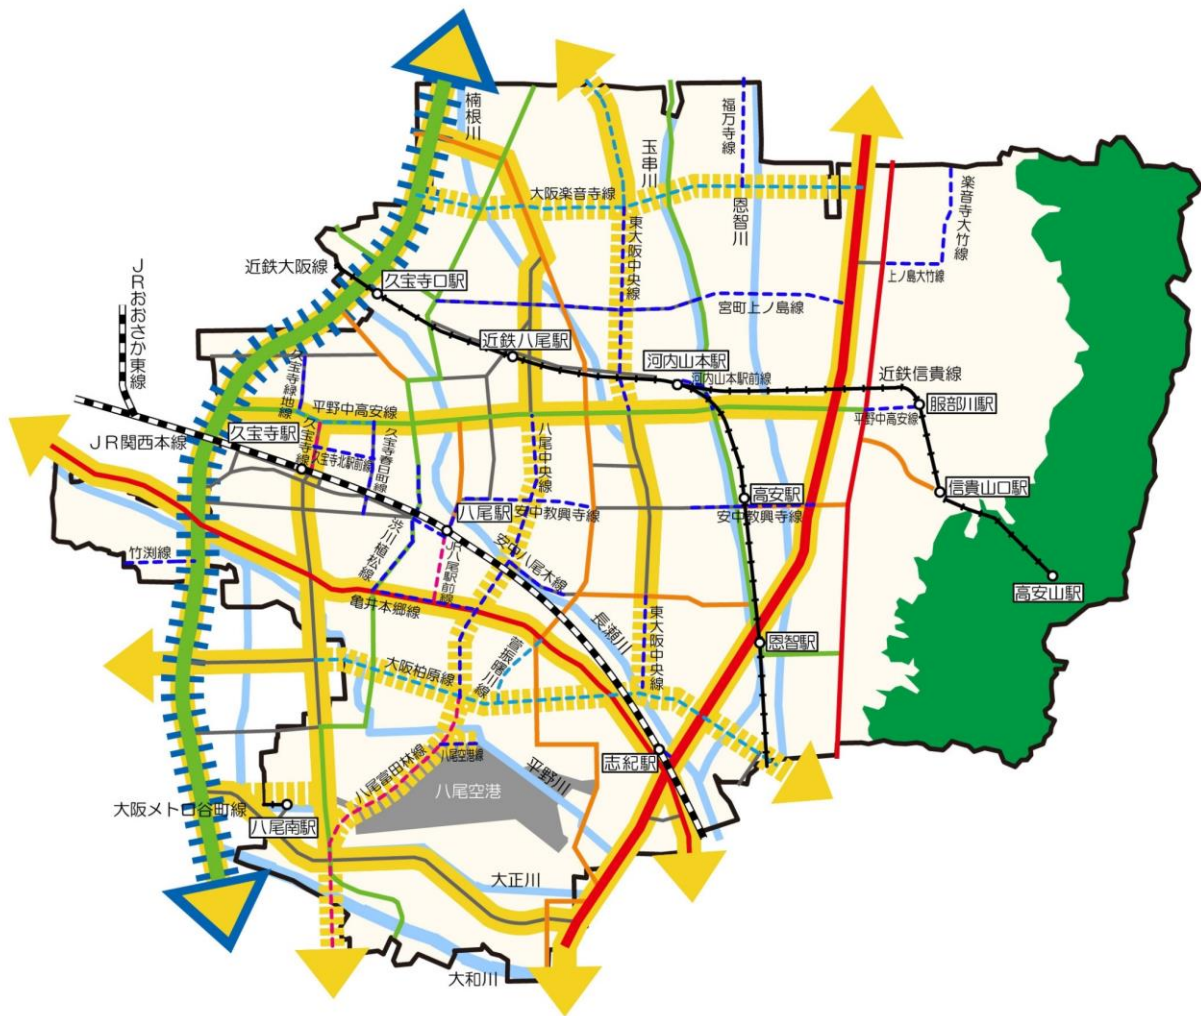 楠根川
玉串川
福万寺線
恩智川
楽音寺大竹線
大阪楽音寺線
東大阪中央線
上ノ島大竹線
近鉄大阪線
久宝寺口駅
JRおおさか東線
宮町上ノ島線
近鉄八尾駅
河内山本駅
河内山本駅前線
近鉄信貴線
服部川駅
久宝寺緑地線
平野中高安線
平野中高安線
JR関西本線
久宝寺駅
久宝寺線
久宝寺北駅前線
久宝寺春日町線
八尾中央線
信貴山口駅
高安駅
八尾駅
安中教興寺線
安中教興寺線
竹渕線
渋川植松線
JR八尾駅前線
安中八尾木線
高安山駅
亀井本郷線
長瀬川
東大阪中央線
恩智駅
萱振曙川線
大阪柏原線
八尾富田林線
八尾空港線
志紀駅
平野川
八尾空港
大阪メトロ谷町線
八尾南駅
大正川
大和川